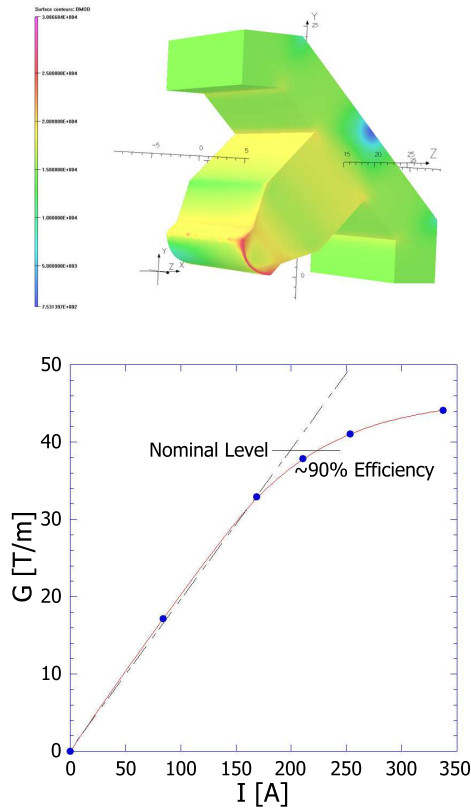 Surface contours: BMOD
3.006604E+004
2.500000E+004
2.000000E+004
1.500000E+004
1.000000E+004
5.000000E+003
7.531397E+002
Y
25
-5
0
5
15
20
25
Z
Y
Z
X
0
50
Nominal Level
40
~90% Efficiency
30
G [T/m]
20
10
0
0 50 100 150 200 250 300 350
I [A]